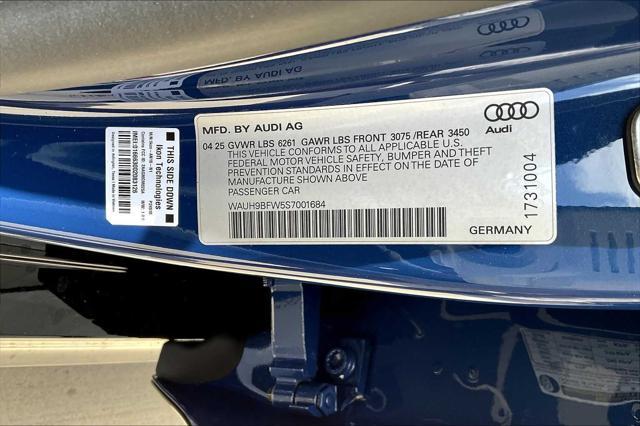 MFD. BY AUDI AG
04 25 GVWR LBS 6261 GAWR LBS FRONT 3075 /REAR 3450
THIS VEHICLE CONFORMS TO ALL APPLICABLE U.S.
FEDERAL MOTOR VEHICLE SAFETY, BUMPER AND THEFT
PREVENTION STANDARDS IN EFFECT ON THE DATE OF
MANUFACTURE SHOWN ABOVE
PASSENGER CAR
WAUH9BFW5S7001684
Audi
1731004
GERMANY
THIS SIDE DOWN
Ikon Technologies